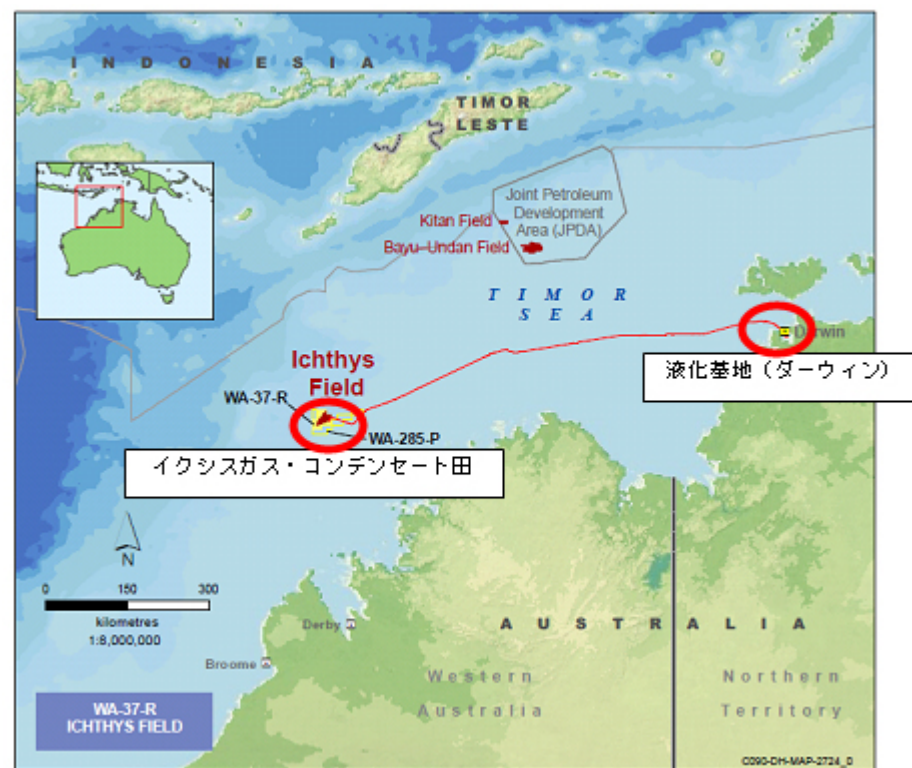 INDONESIA
TIMOR
LESTE
Joint Petroleum
Development
Area (JPDA)
Kitan Field
Bayu–Undan Field
TIMOR
SEA
Darwin
液化基地（ダーウィン）
Ichthys
Field
WA-37-R
WA-285-P
イクシスガス・コンデンセート田
N
0 150 300
kilometres
1:8,000,000
Derby
Broome
AUSTRALIA
Western
Australia
Northern
Territory
WA-37-R
ICHTHYS FIELD
C090-DH-MAP-2724_0